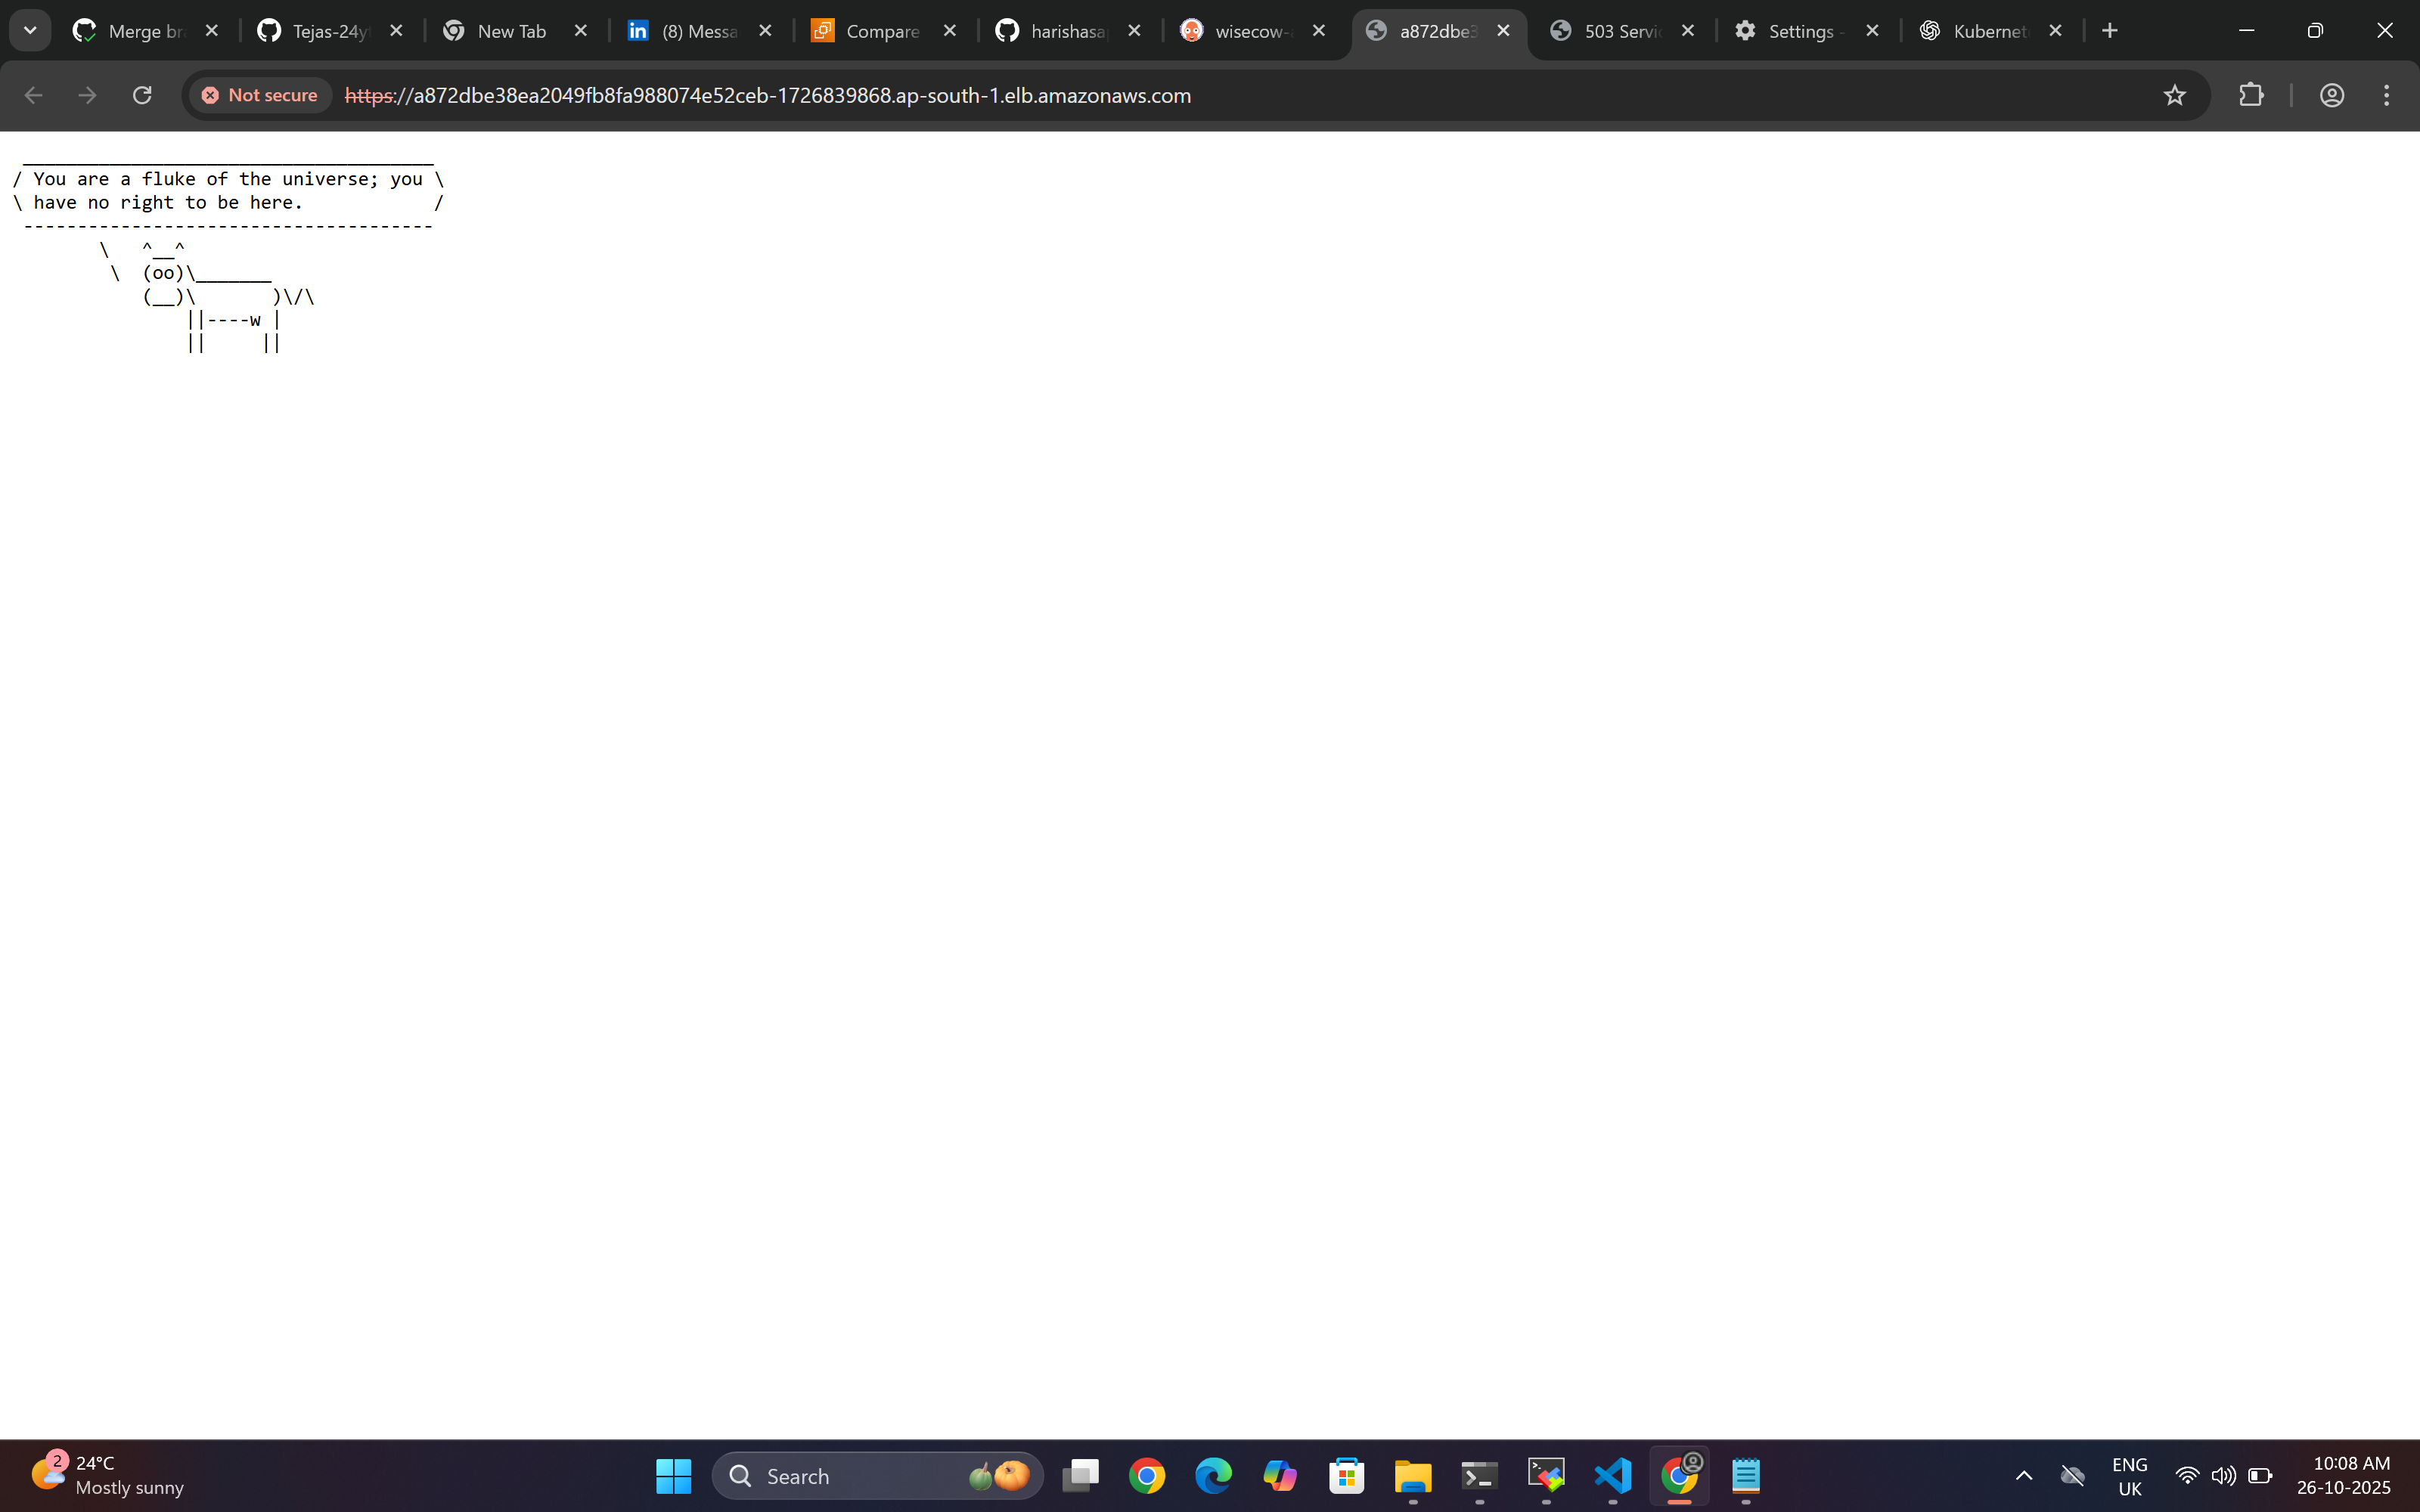 Merge br
Tejas-24y
New Tab
(8) Messa
Compare
harishasa
wisecow-
a872dbe3
503 Servi
Settings -
Kubernet
Not secure
https://a872dbe38ea2049fb8fa988074e52ceb-1726839868.ap-south-1.elb.amazonaws.com
 ______________________________________
/ You are a fluke of the universe; you \
\ have no right to be here.            /
 --------------------------------------
        \   ^__^
         \  (oo)\_______
            (__)\       )\/\
                ||----w |
                ||     ||
2
24°C
Mostly sunny
Search
ENG
UK
10:08 AM
26-10-2025